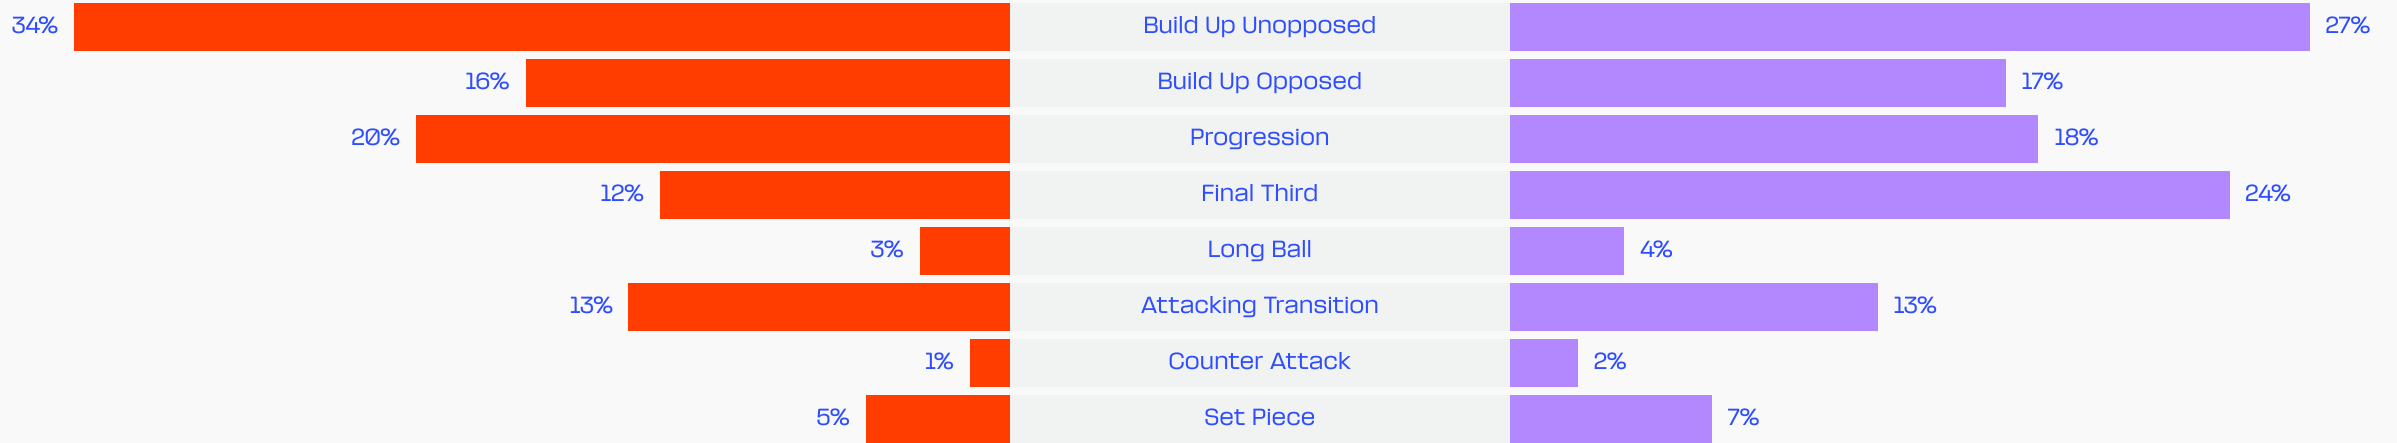 34% Build Up Unopposed 27%
16% Build Up Opposed 17%
20% Progression 18%
12% Final Third 24%
3% Long Ball 4%
13% Attacking Transition 13%
1% Counter Attack 2%
5% Set Piece 7%